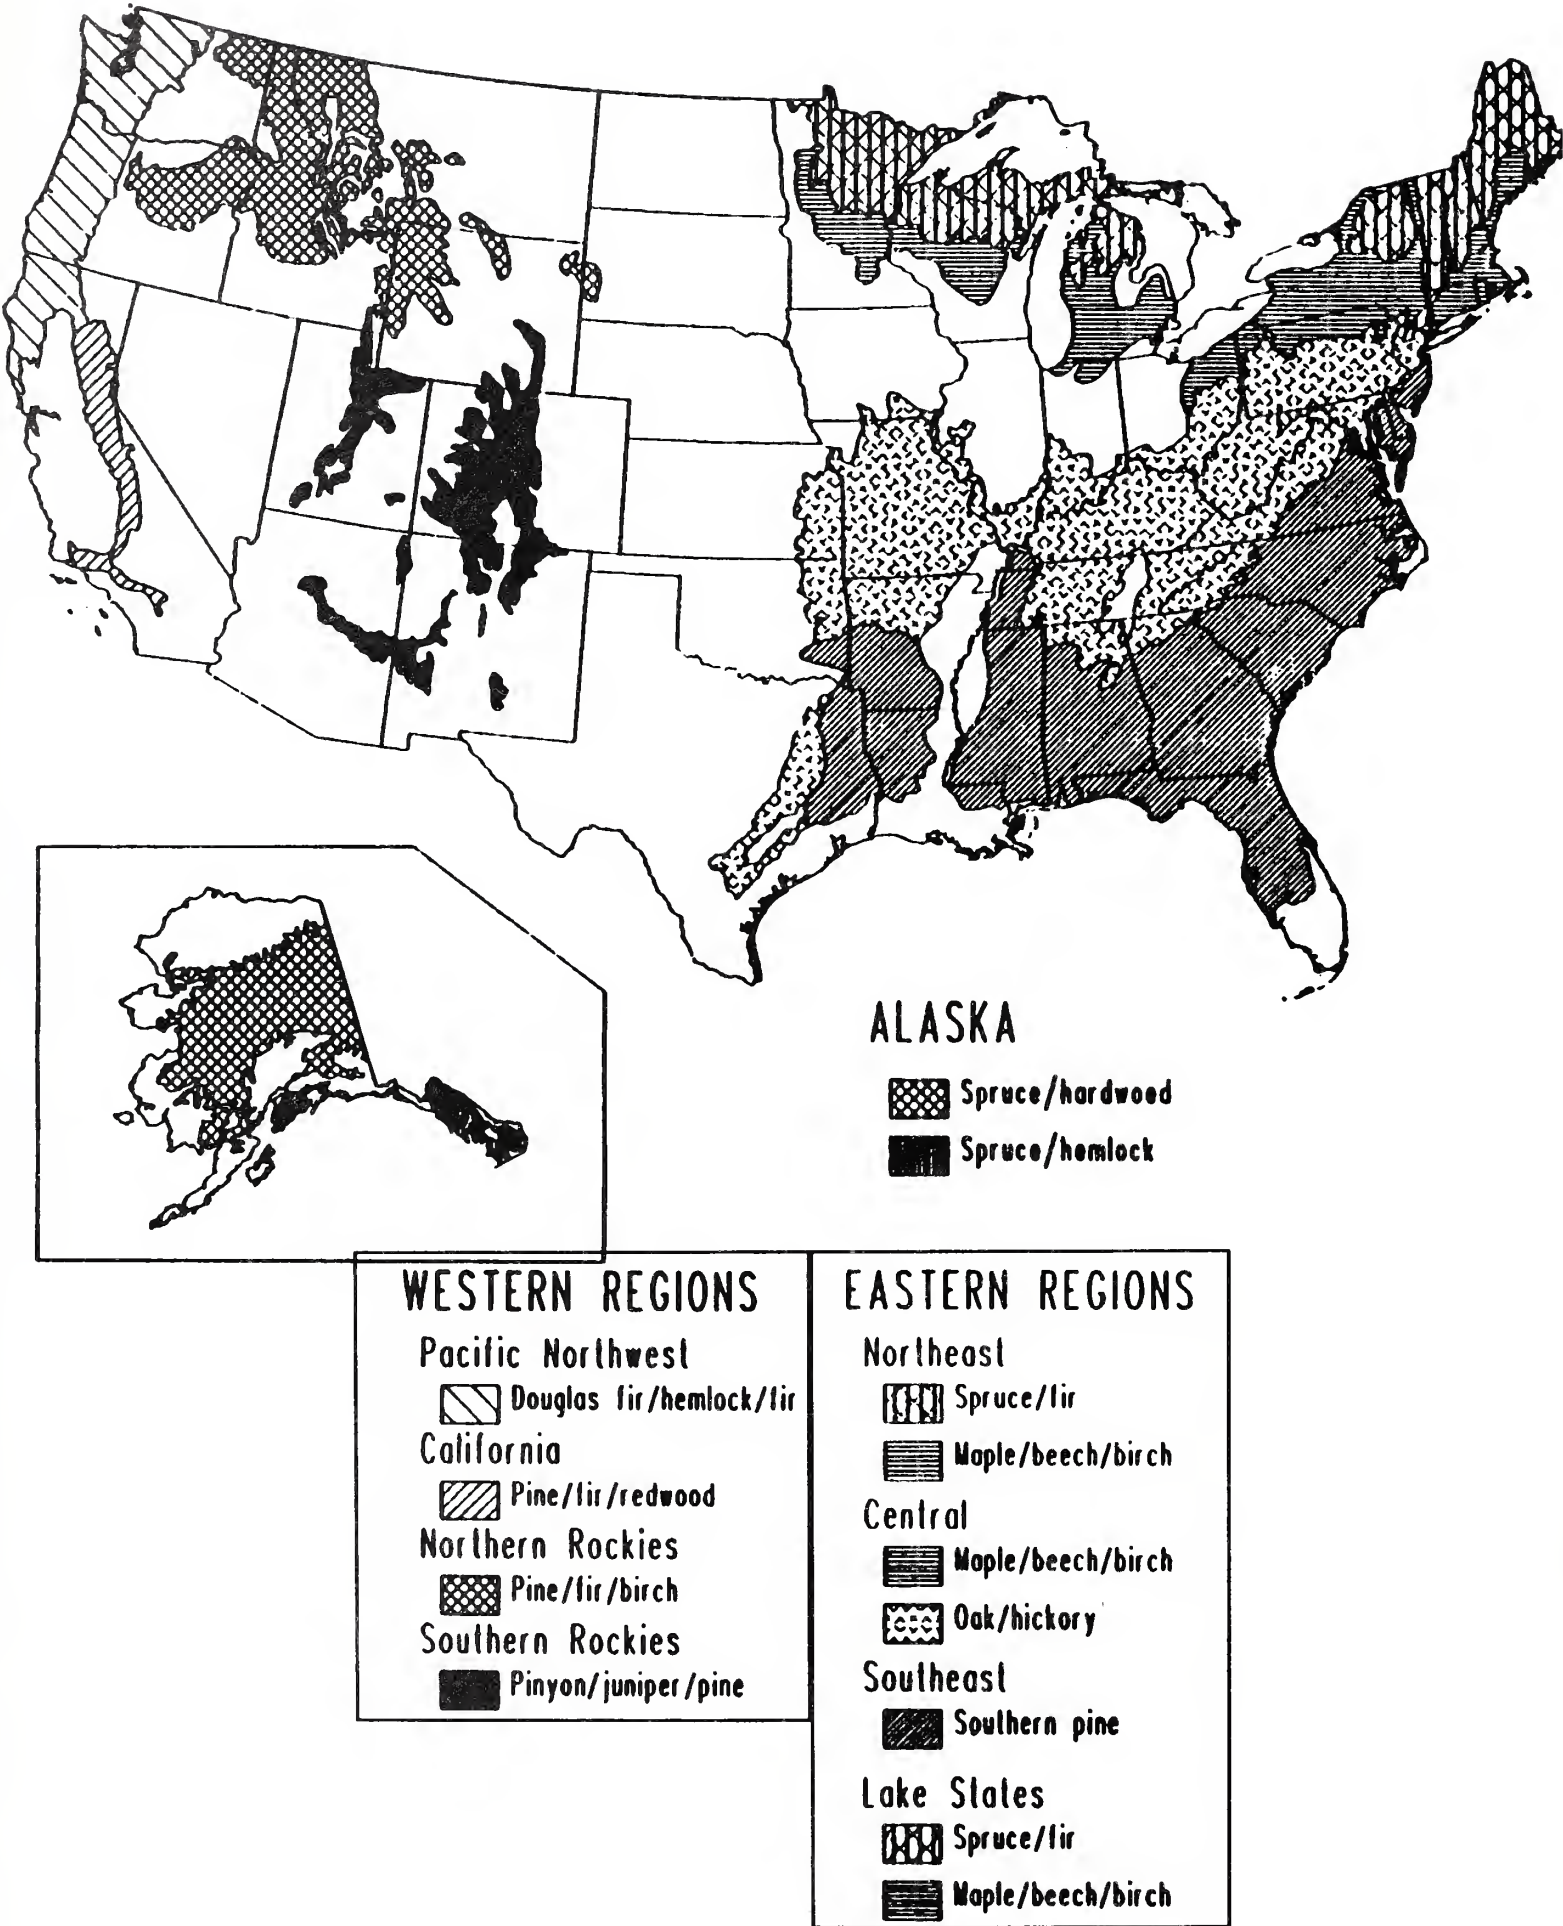 ALASKA
Spruce/hardwood
Spruce/hemlock
WESTERN REGIONS
Pacific Northwest
Douglas fir/hemlock/fir
California
Pine/fir/redwood
Northern Rockies
Pine/fir/birch
Southern Rockies
Pinyon/juniper/pine
EASTERN REGIONS
Northeast
Spruce/fir
Maple/beech/birch
Central
Maple/beech/birch
Oak/hickory
Southeast
Southern pine
Lake States
Spruce/fir
Maple/beech/birch